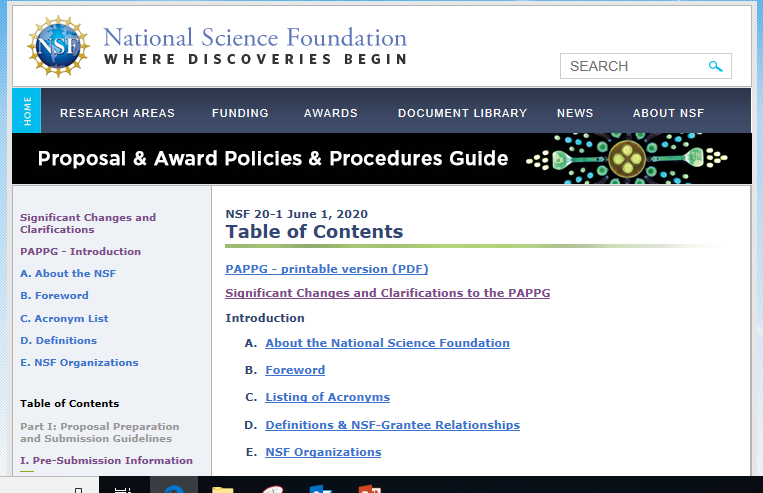 NSF
National Science Foundation
WHERE DISCOVERIES BEGIN
SEARCH
HOME
RESEARCH AREAS
FUNDING
AWARDS
DOCUMENT LIBRARY
NEWS
ABOUT NSF
Proposal & Award Policies & Procedures Guide
Significant Changes and
Clarifications
PAPPG - Introduction
A. About the NSF
B. Foreword
C. Acronym List
D. Definitions
E. NSF Organizations
Table of Contents
Part I: Proposal Preparation
and Submission Guidelines
I. Pre-Submission Information
NSF 20-1 June 1, 2020
Table of Contents
PAPPG - printable version (PDF)
Significant Changes and Clarifications to the PAPPG
Introduction
A. About the National Science Foundation
B. Foreword
C. Listing of Acronyms
D. Definitions & NSF-Grantee Relationships
E. NSF Organizations